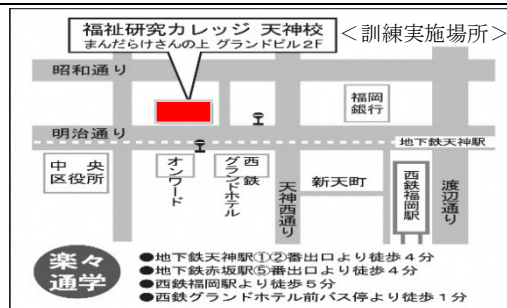 福祉研究カレッジ 天神校
まんだらけさんの上 グランドビル2F
＜訓練実施場所＞
昭和通り
福岡
銀行
明治通り
地下鉄天神駅
中央
区役所
オンワード
西鉄
グランドホテル
天神西通り
新天町
西鉄福岡駅
渡辺通り
楽々
通学
●地下鉄天神駅①②番出口より徒歩4分
●地下鉄赤坂駅⑤番出口より徒歩4分
●西鉄福岡駅より徒歩5分
●西鉄グランドホテル前バス停より徒歩1分